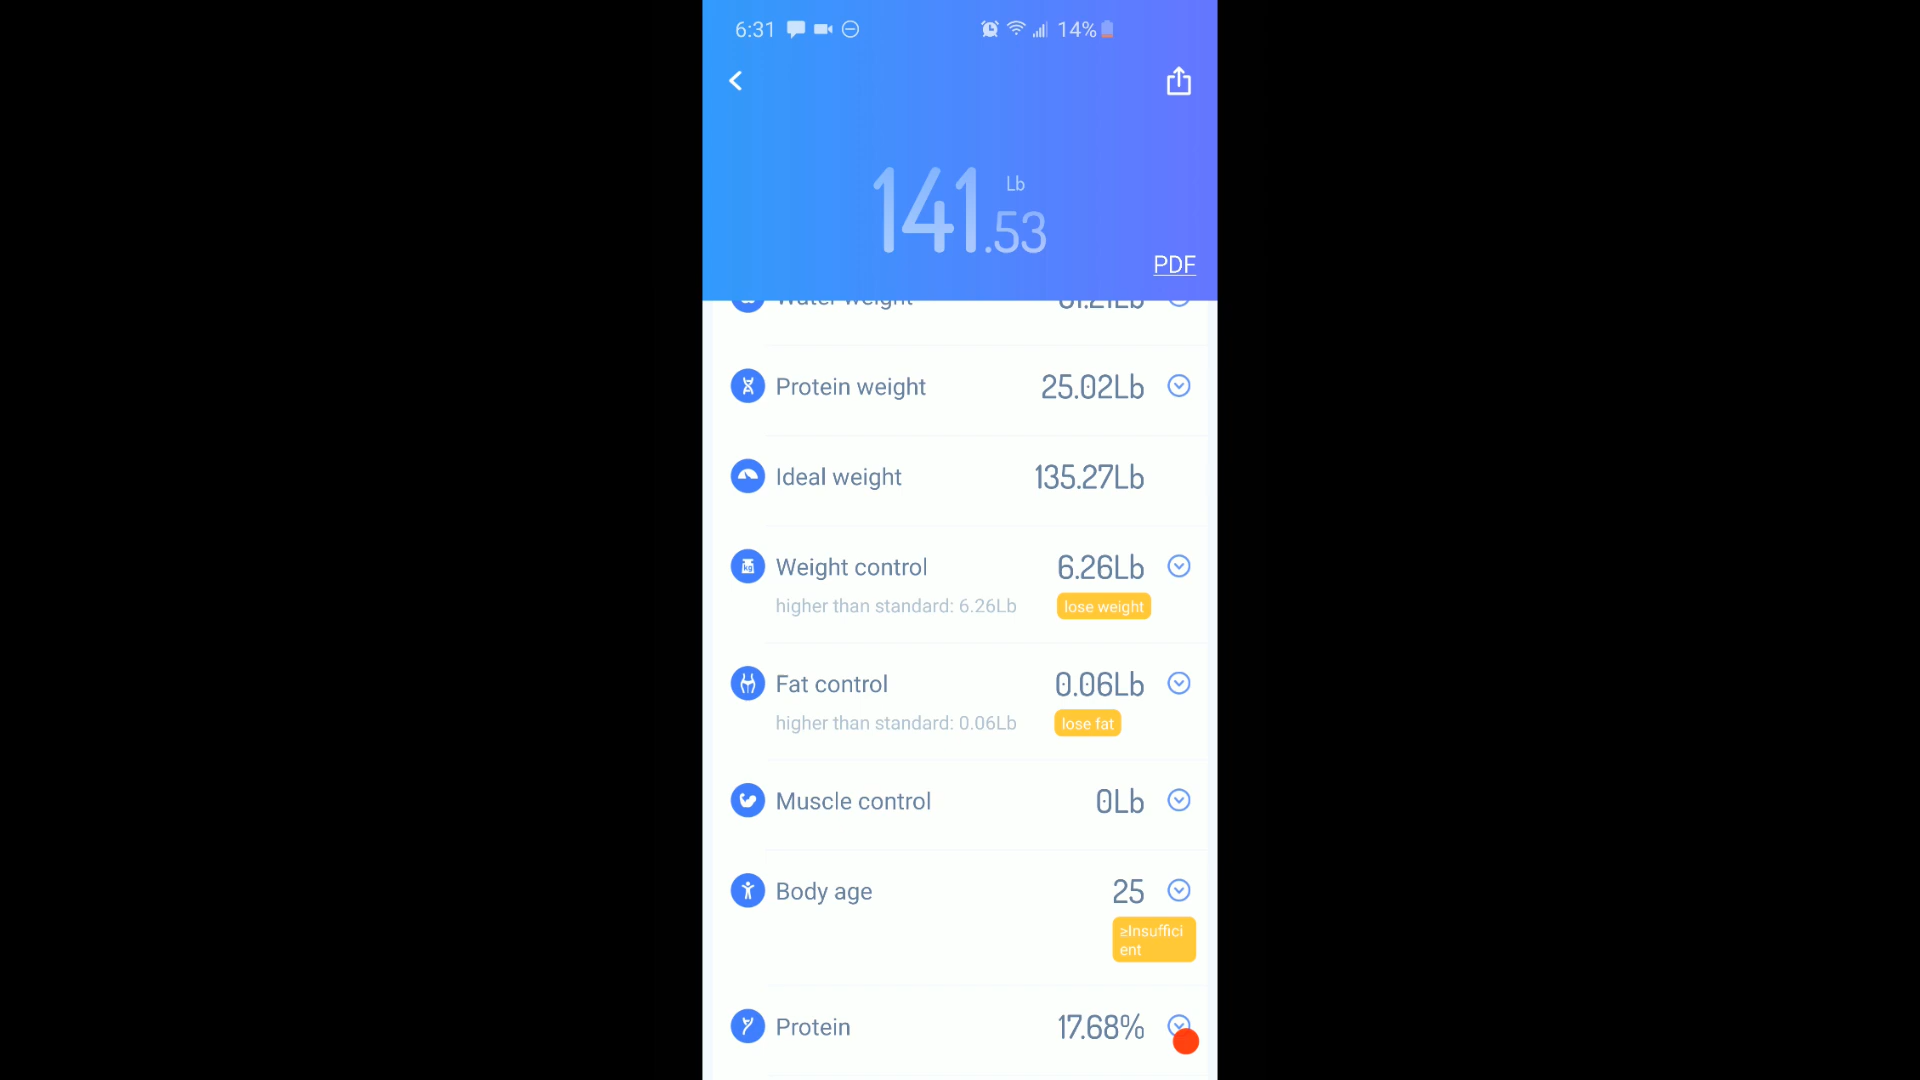 6:31 14%
141.53 Lb
PDF
Water weight
Protein weight 25.02Lb
Ideal weight 135.27Lb
Weight control 6.26Lb
higher than standard: 6.26Lb lose weight
Fat control 0.06Lb
higher than standard: 0.06Lb lose fat
Muscle control 0Lb
Body age 25
≥Insuffici
ent
Protein 17.68%